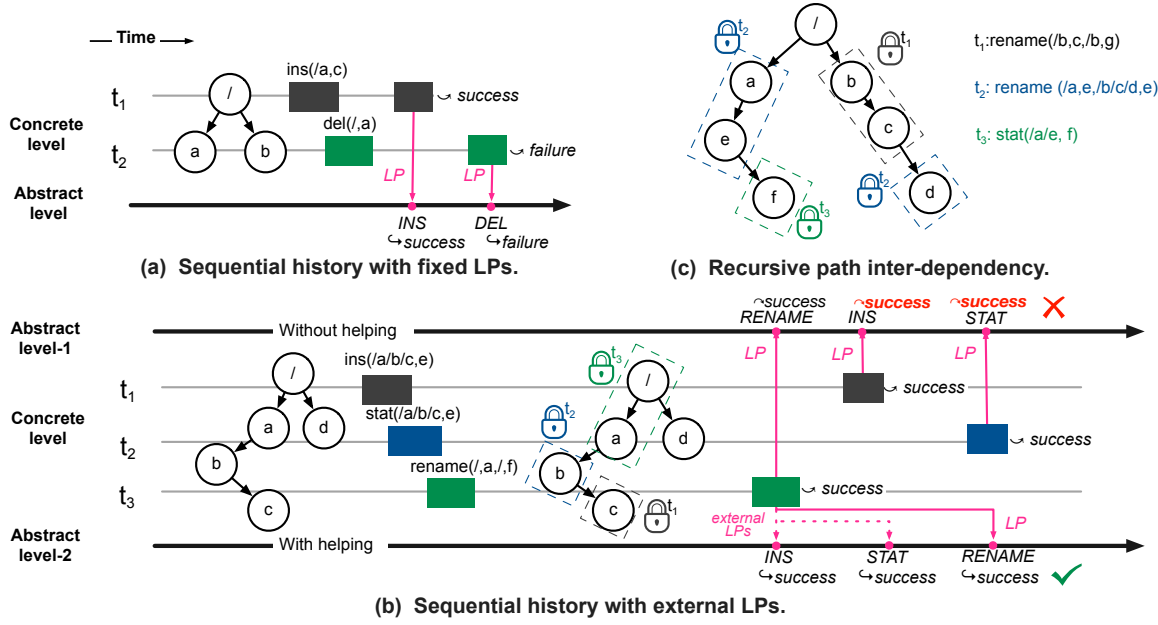 Time
t1
Concrete level
t2
Abstract level
/
a
b
ins(/a,c)
del(/,a)
success
failure
LP
LP
INS
success
DEL
failure
(a) Sequential history with fixed LPs.
/
a
b
e
c
f
d
t2
t1
t2
t3
t1:rename(/b,c,/b,g)
t2: rename (/a,e,/b/c/d,e)
t3: stat(/a/e, f)
(c) Recursive path inter-dependency.
Abstract level-1
Without helping
success
RENAME
success
INS
success
STAT
LP
LP
LP
Concrete level
t1
t2
t3
/
a
d
b
c
ins(/a/b/c,e)
stat(/a/b/c,e)
rename(/,a,/,f)
t3
t2
t1
/
a
d
b
c
success
success
success
external LPs
LP
Abstract level-2
With helping
INS
success
STAT
success
RENAME
success
(b) Sequential history with external LPs.